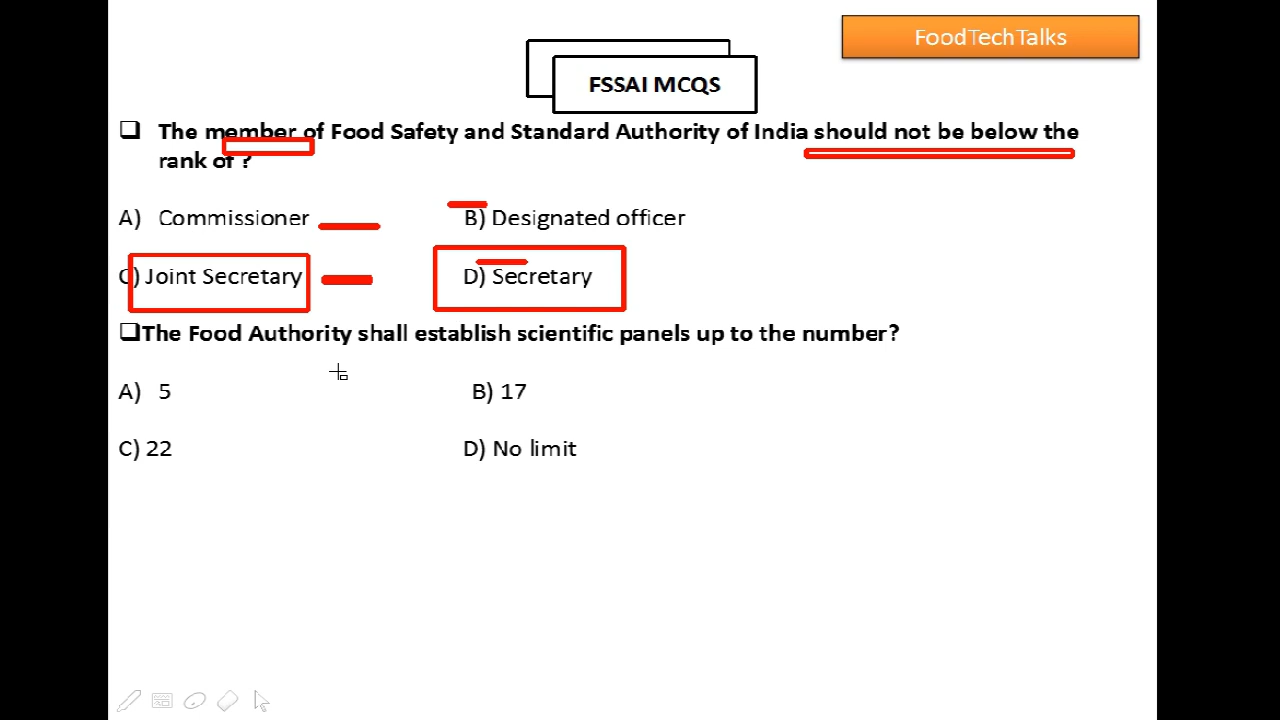 FoodTechTalks
FSSAI MCQS
The member of Food Safety and Standard Authority of India should not be below the
rank of ?
A) Commissioner B) Designated officer
C) Joint Secretary D) Secretary
The Food Authority shall establish scientific panels up to the number?
A) 5 B) 17
C) 22 D) No limit